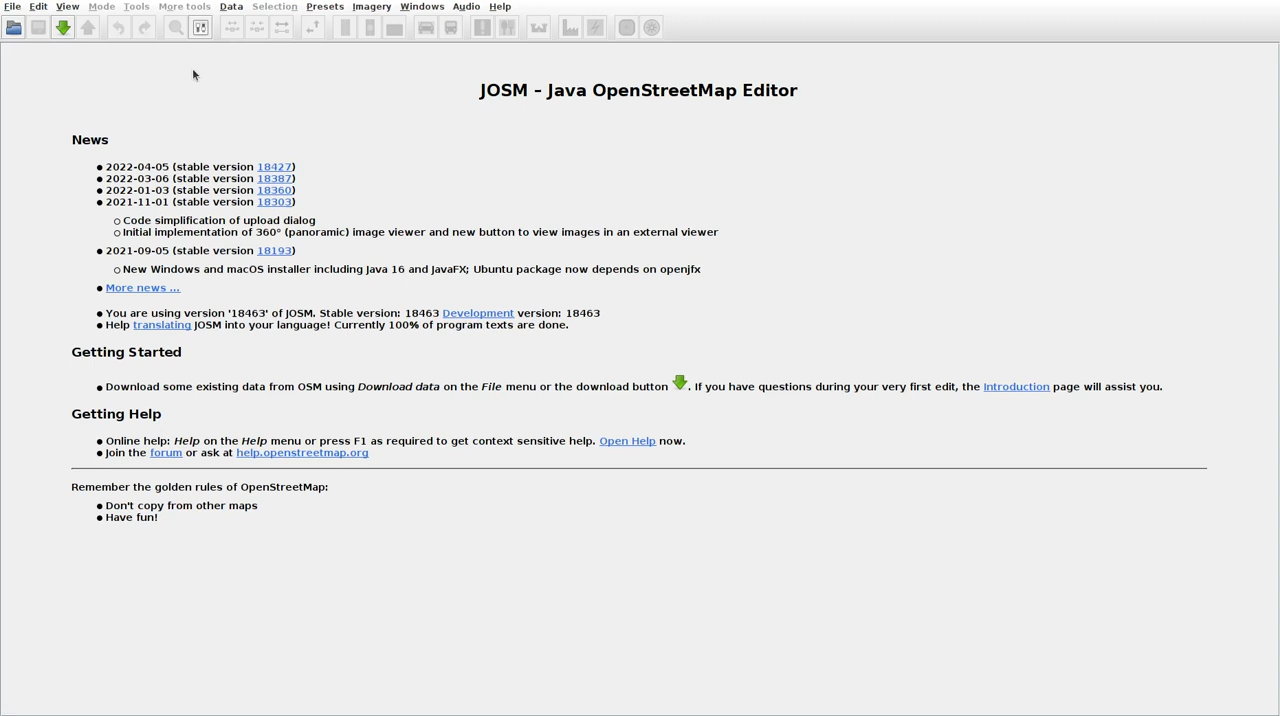 File Edit View Mode Tools More tools Data Selection Presets Imagery Windows Audio Help
JOSM – Java OpenStreetMap Editor
News
2022-04-05 (stable version 18427)
2022-03-06 (stable version 18387)
2022-01-03 (stable version 18360)
2021-11-01 (stable version 18303)
Code simplification of upload dialog
Initial implementation of 360° (panoramic) image viewer and new button to view images in an external viewer
2021-09-05 (stable version 18193)
New Windows and macOS installer including Java 16 and JavaFX; Ubuntu package now depends on openjfx
More news ...
You are using version '18463' of JOSM. Stable version: 18463 Development version: 18463
Help translating JOSM into your language! Currently 100% of program texts are done.
Getting Started
Download some existing data from OSM using Download data on the File menu or the download button . If you have questions during your very first edit, the Introduction page will assist you.
Getting Help
Online help: Help on the Help menu or press F1 as required to get context sensitive help. Open Help now.
Join the forum or ask at help.openstreetmap.org
Remember the golden rules of OpenStreetMap:
Don't copy from other maps
Have fun!